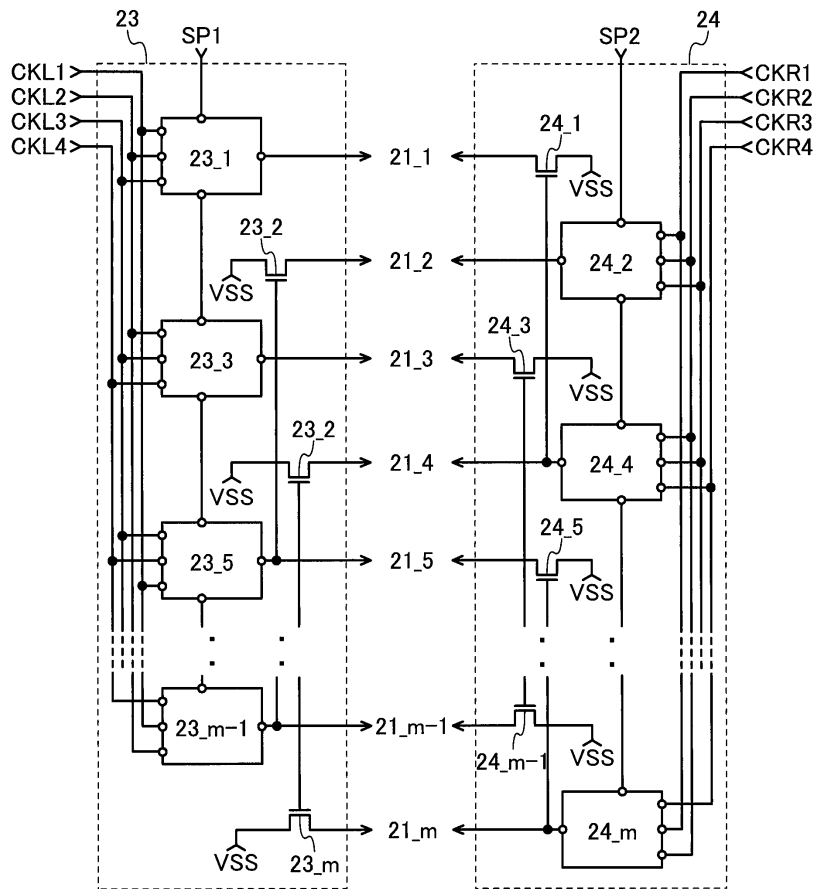 23
SP1
SP2
24
CKL1
CKL2
CKL3
CKL4
CKR1
CKR2
CKR3
CKR4
23_1
21_1
24_1
VSS
23_2
VSS
21_2
24_2
23_3
21_3
24_3
VSS
23_2
VSS
21_4
24_4
23_5
21_5
24_5
VSS
23_m-1
21_m-1
24_m-1
VSS
VSS
23_m
21_m
24_m